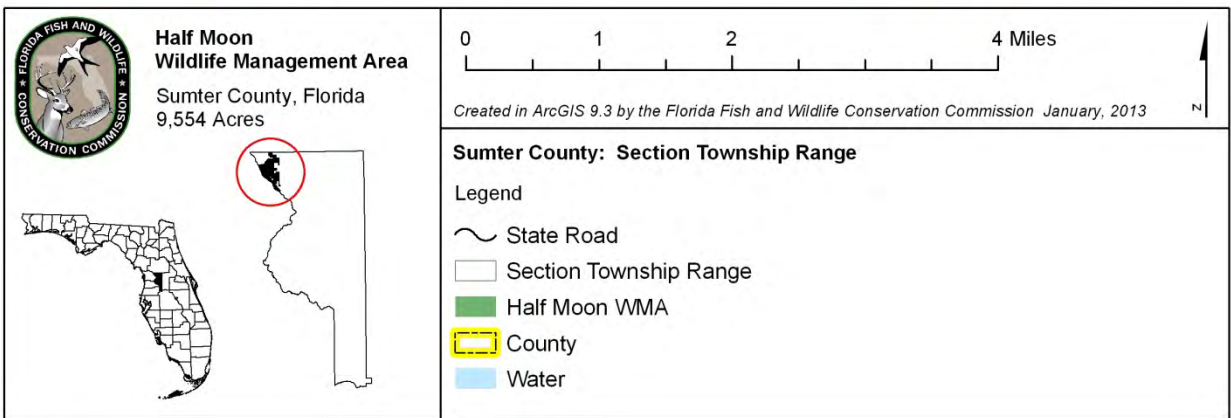 FLORIDA FISH AND WILDLIFE
CONSERVATION COMMISSION
Half Moon
Wildlife Management Area
Sumter County, Florida
9,554 Acres
0 1 2 4 Miles
Created in ArcGIS 9.3 by the Florida Fish and Wildlife Conservation Commission January, 2013
N
Sumter County: Section Township Range
Legend
State Road
Section Township Range
Half Moon WMA
County
Water